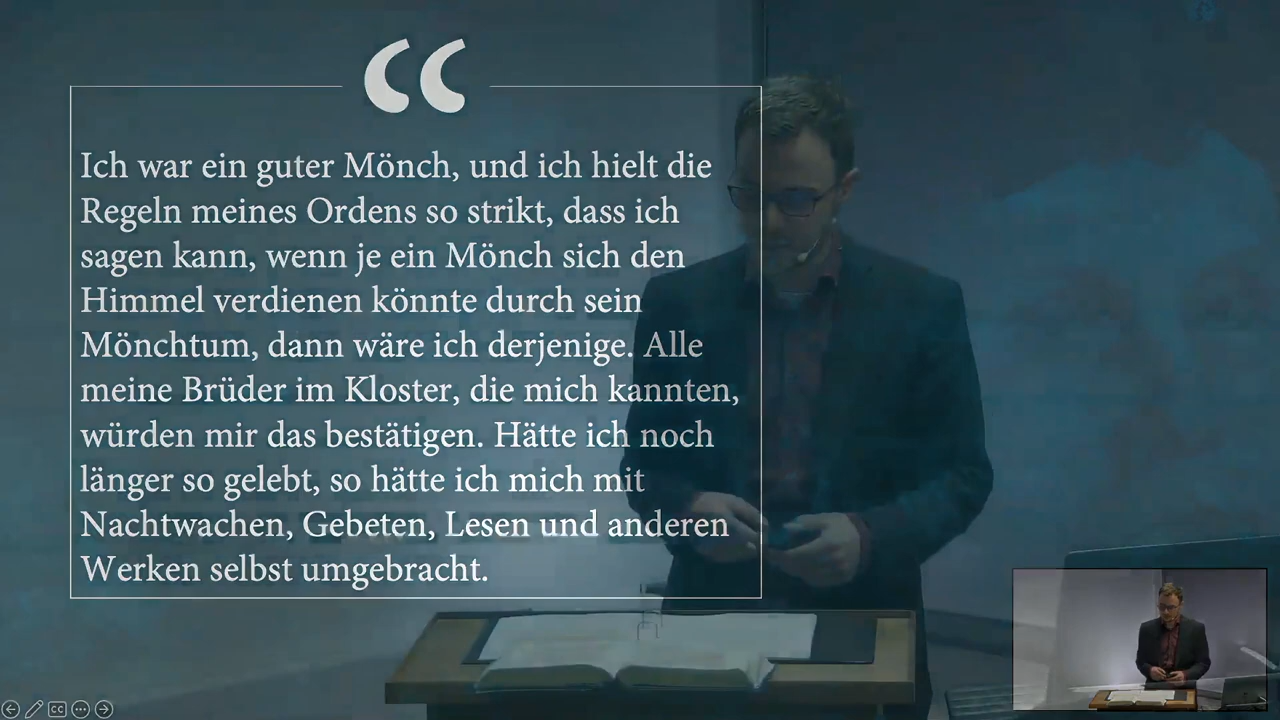 “
Ich war ein guter Mönch, und ich hielt die
Regeln meines Ordens so strikt, dass ich
sagen kann, wenn je ein Mönch sich den
Himmel verdienen könnte durch sein
Mönchtum, dann wäre ich derjenige. Alle
meine Brüder im Kloster, die mich kannten,
würden mir das bestätigen. Hätte ich noch
länger so gelebt, so hätte ich mich mit
Nachtwachen, Gebeten, Lesen und anderen
Werken selbst umgebracht.
CC